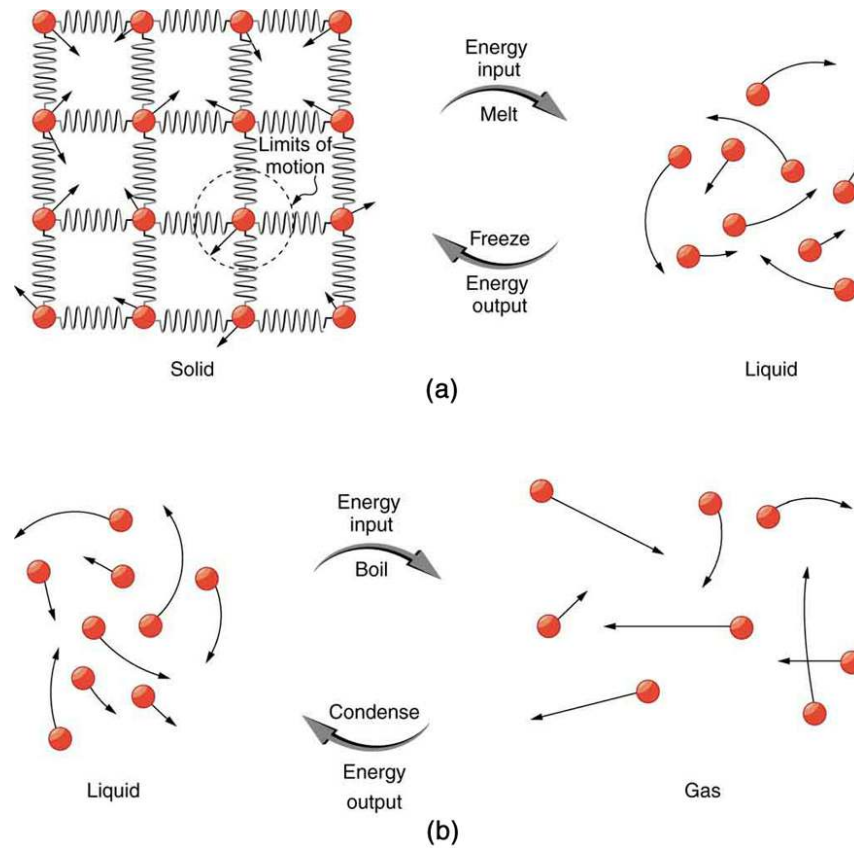 Energy
input
Melt
Limits of
motion
Freeze
Energy
output
Solid
Liquid
(a)
Energy
input
Boil
Condense
Energy
output
Liquid
Gas
(b)